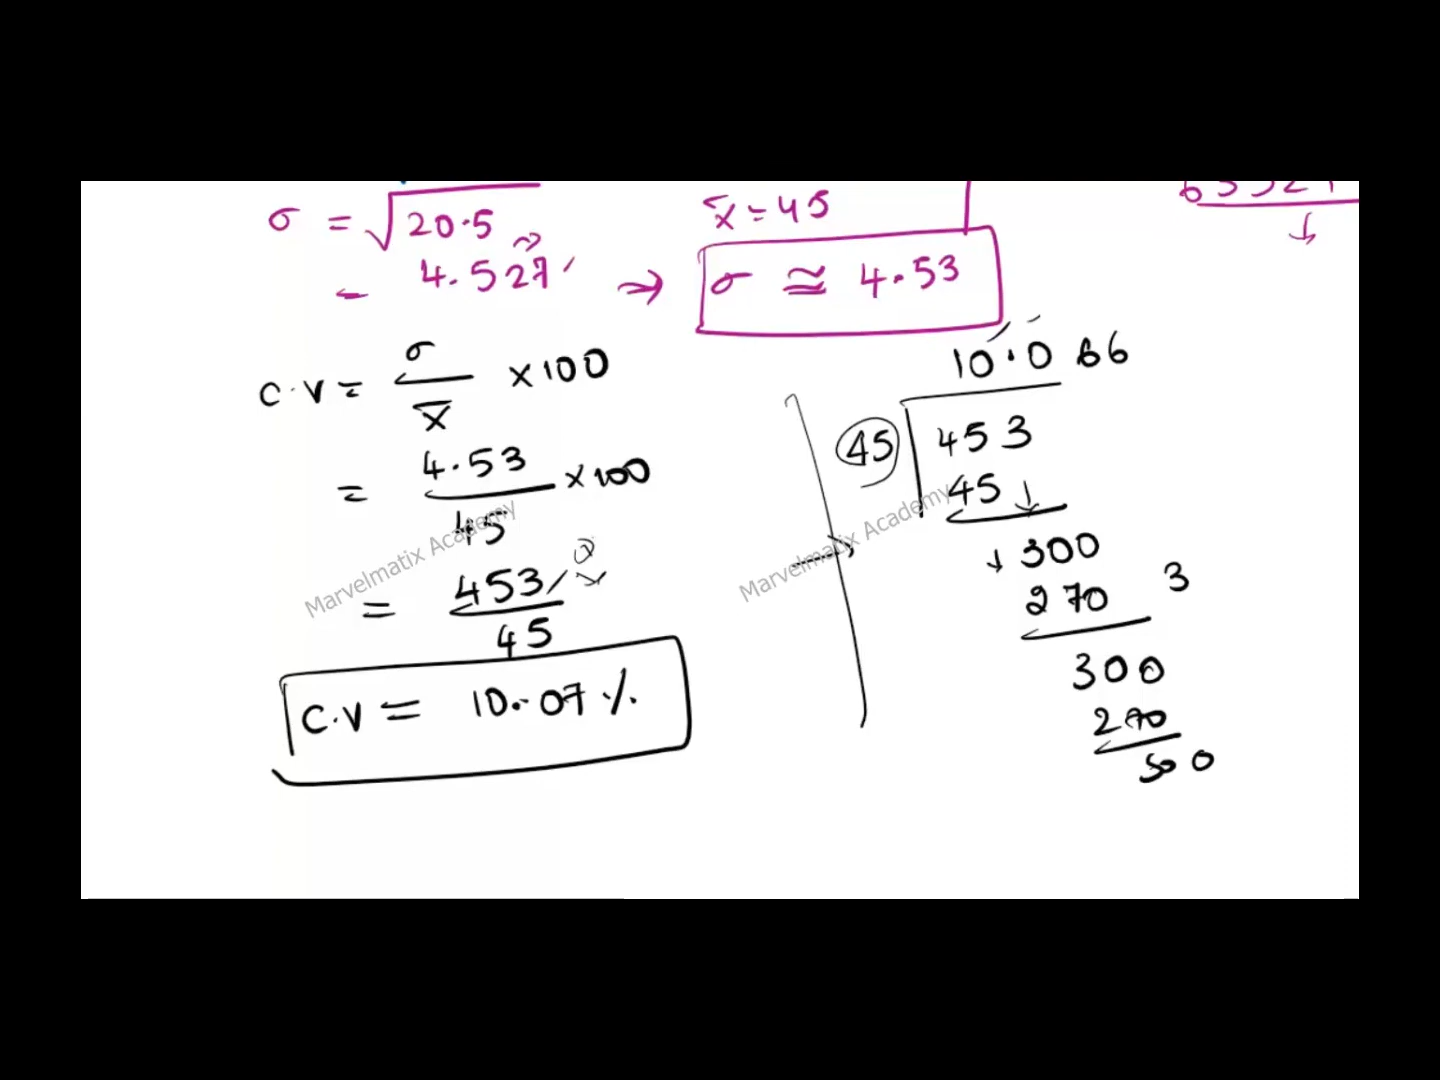 σ = √20.5
x̄ = 45
= 4.527 → σ ≅ 4.53
C.V = σ/x̄ × 100
= 4.53/45 × 100
= 453/45
C.V = 10.07 %
10.066
45 453
45
300
270 3
300
270
300
Marvelmatix Academy
Marvelmatix Academy